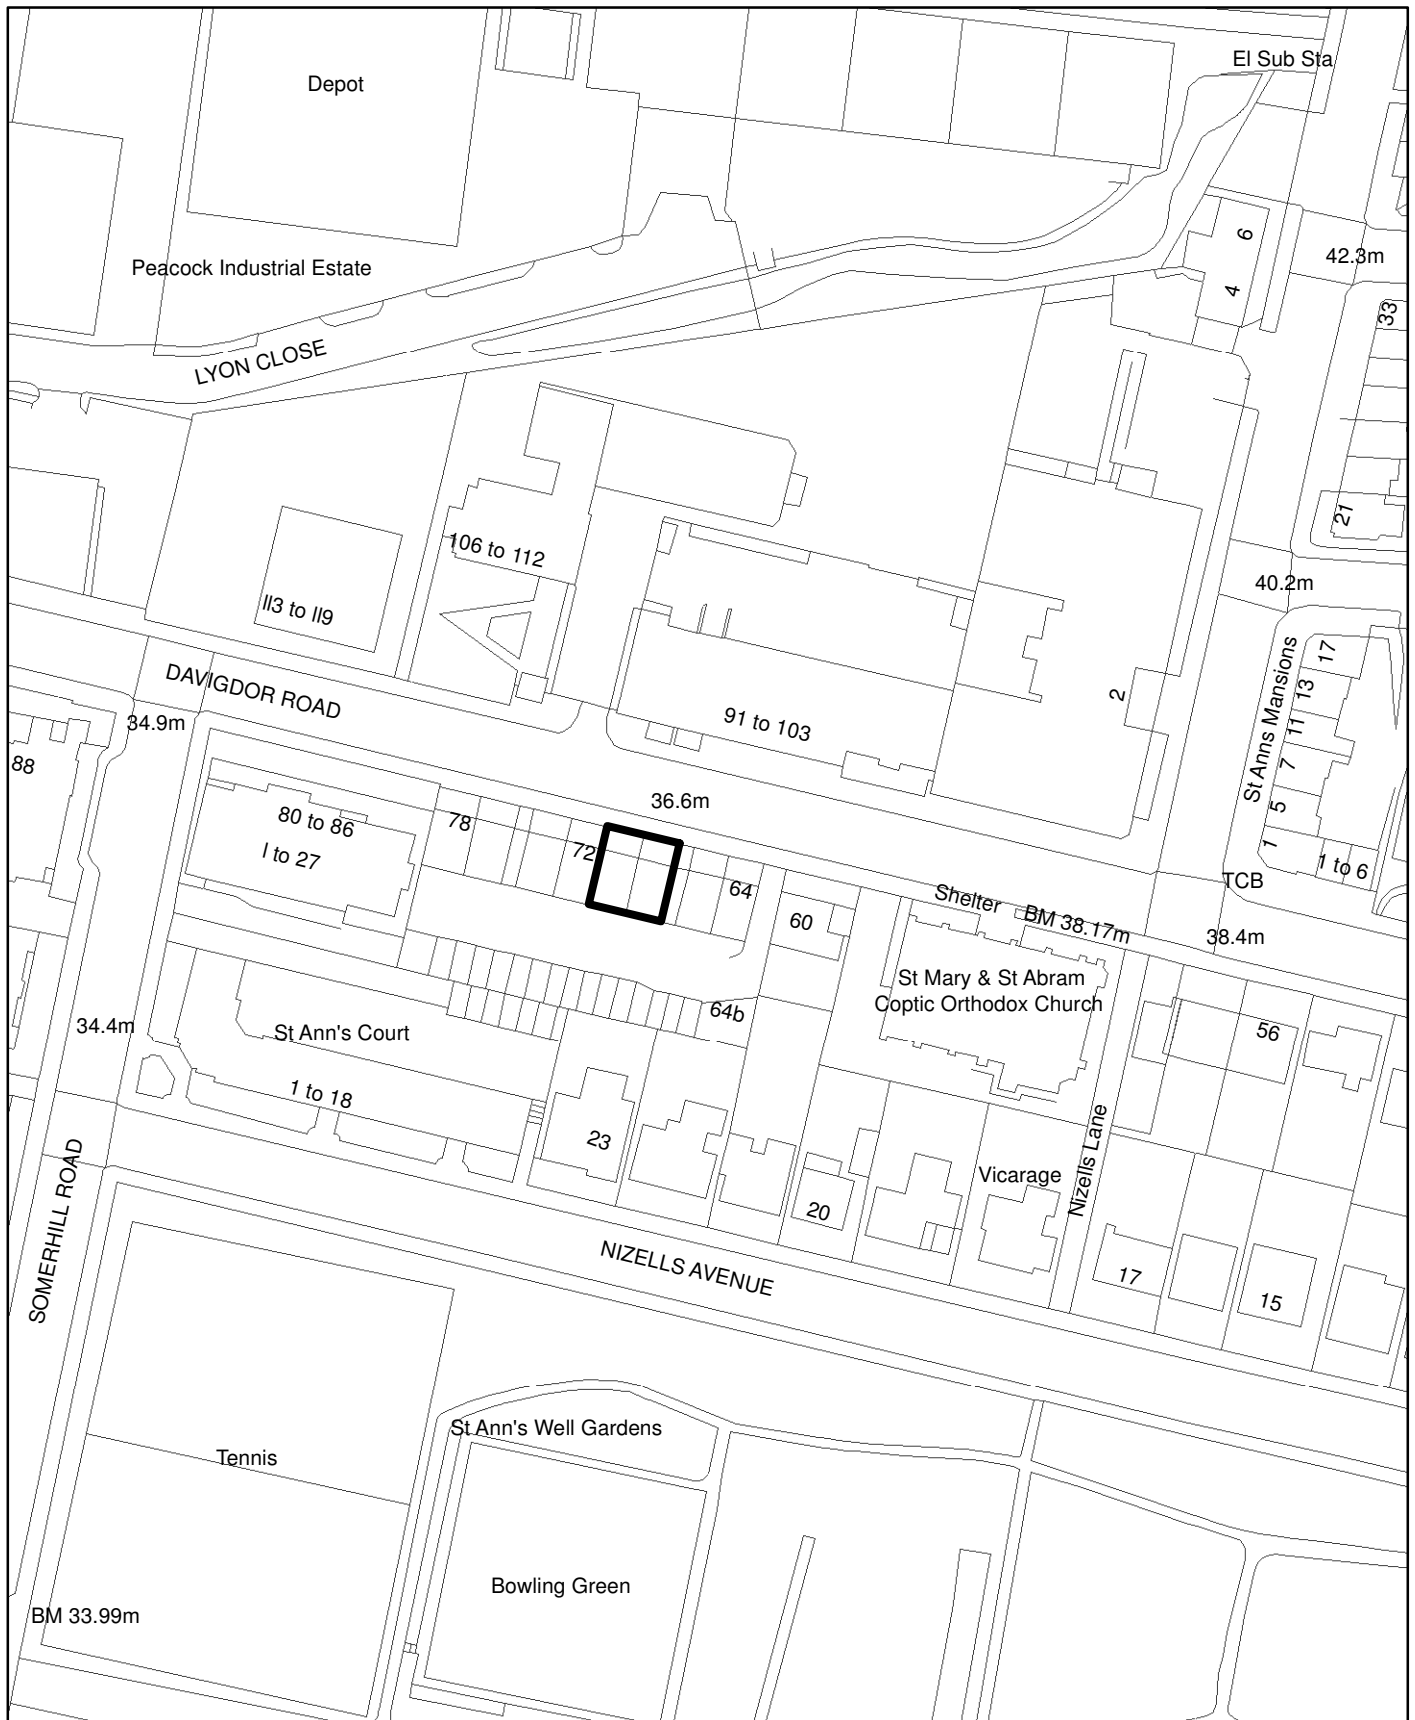 El Sub Sta
Depot
6
42.3m
Peacock Industrial Estate
4
33
LYON CLOSE
21
106 to 112
40.2m
ll3 to ll9
17
DAVIGDOR ROAD
13
St Anns Mansions
2
34.9m
91 to 103
11
88
7
36.6m
5
80 to 86
78
1
l to 27
72
1 to 6
TCB
64
Shelter
60
BM 38.17m
38.4m
St Mary & St Abram
Coptic Orthodox Church
64b
34.4m
St Ann's Court
56
1 to 18
23
Nizells Lane
Vicarage
SOMERHILL ROAD
20
NIZELLS AVENUE
17
15
St Ann's Well Gardens
Tennis
Bowling Green
BM 33.99m